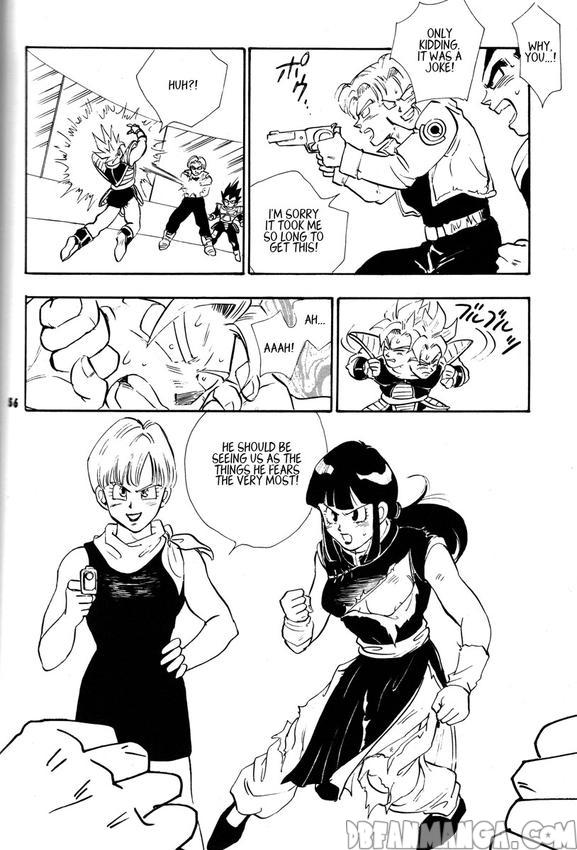 WHY,
YOU...!
ONLY
KIDDING.
IT WAS A
JOKE!
ポウ
I'M SORRY
IT TOOK ME
SO LONG TO
GET THIS!
HUH?!
ブルブルッ
AH...
AAAH!
56
HE SHOULD BE
SEEING US AS THE
THINGS HE FEARS
THE VERY MOST!
DBFANMANGA.COM